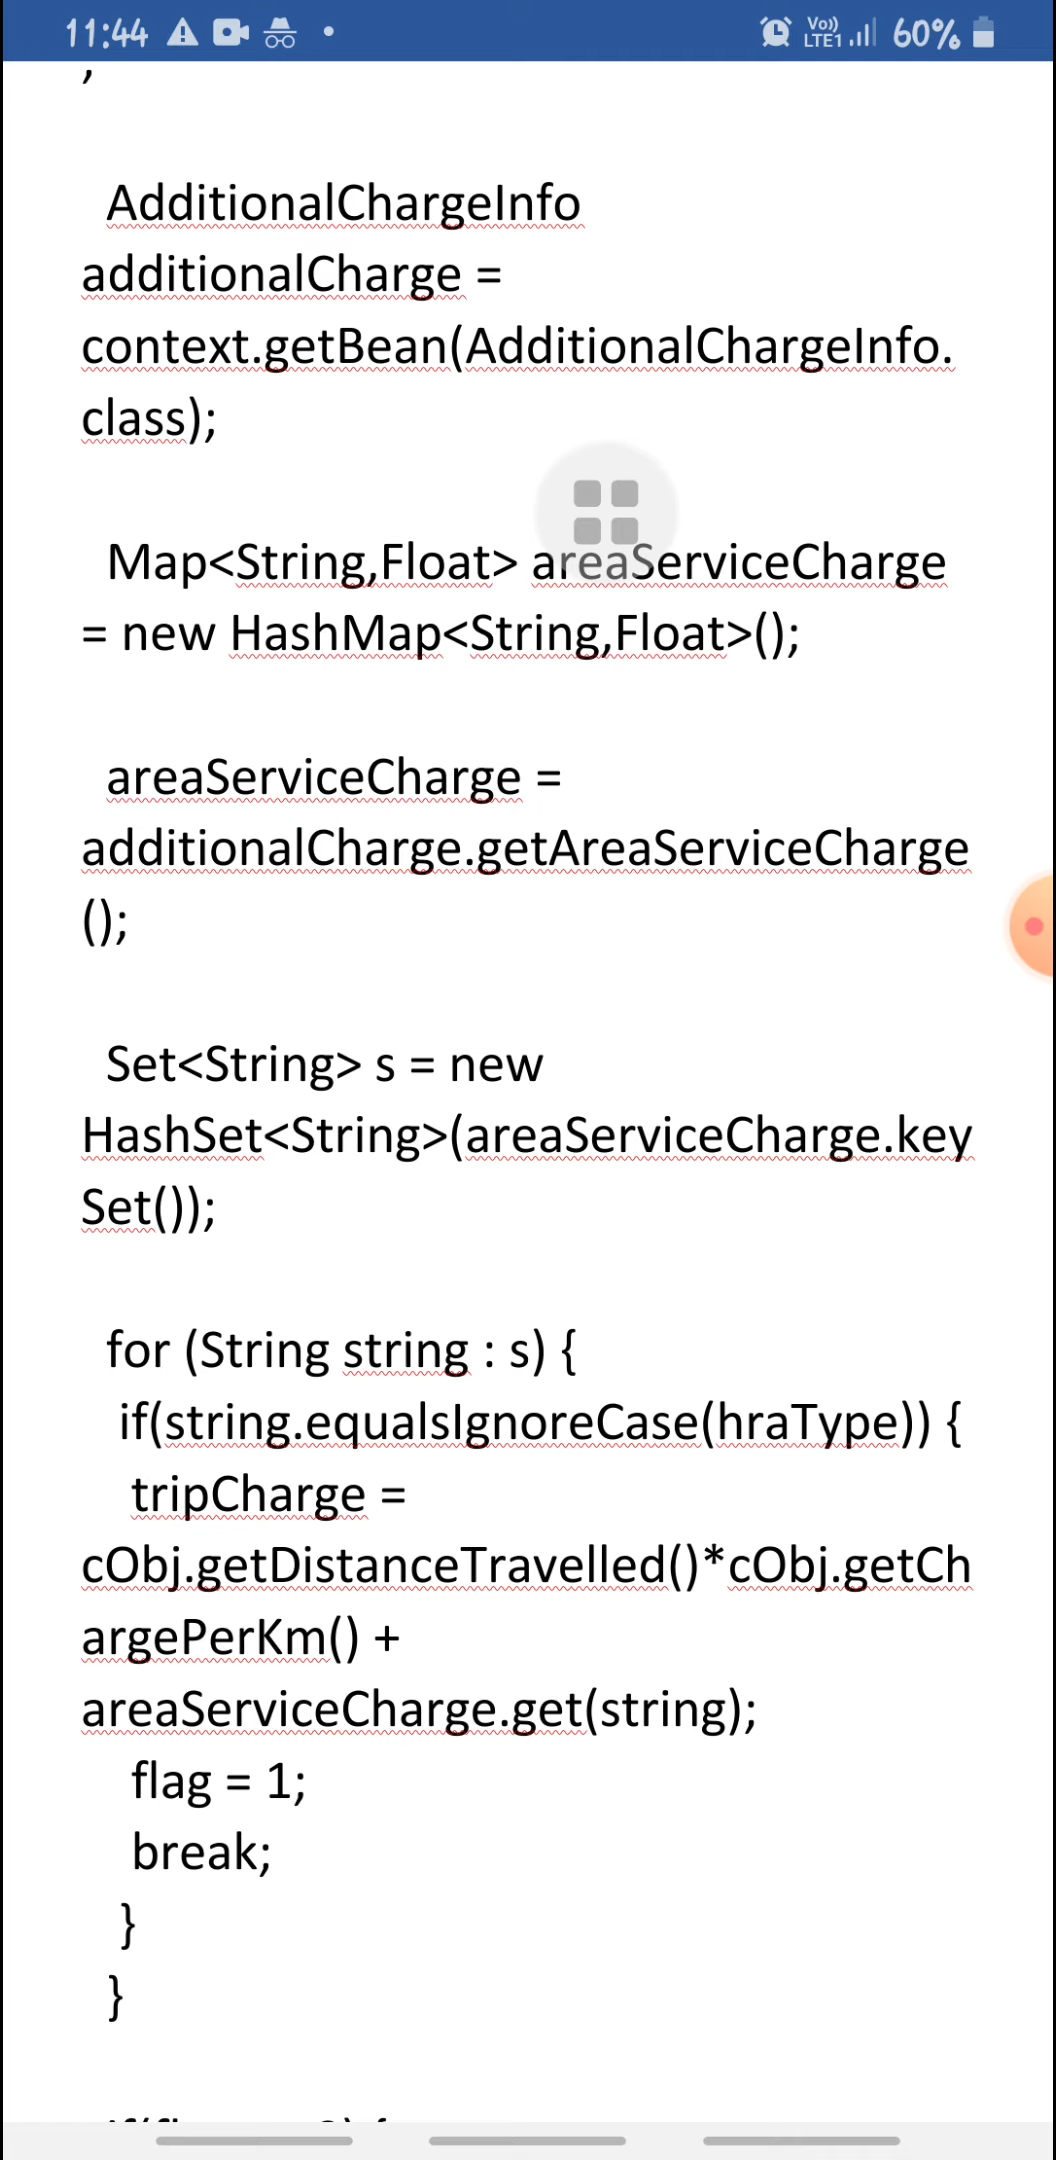 11:44
Vo))
LTE1
60%
;
AdditionalChargeInfo
additionalCharge =
context.getBean(AdditionalChargeInfo.
class);
Map<String,Float> areaServiceCharge
= new HashMap<String,Float>();
areaServiceCharge =
additionalCharge.getAreaServiceCharge
();
Set<String> s = new
HashSet<String>(areaServiceCharge.key
Set());
for (String string : s) {
if(string.equalsIgnoreCase(hraType)) {
tripCharge =
cObj.getDistanceTravelled()*cObj.getCh
argePerKm() +
areaServiceCharge.get(string);
flag = 1;
break;
}
}